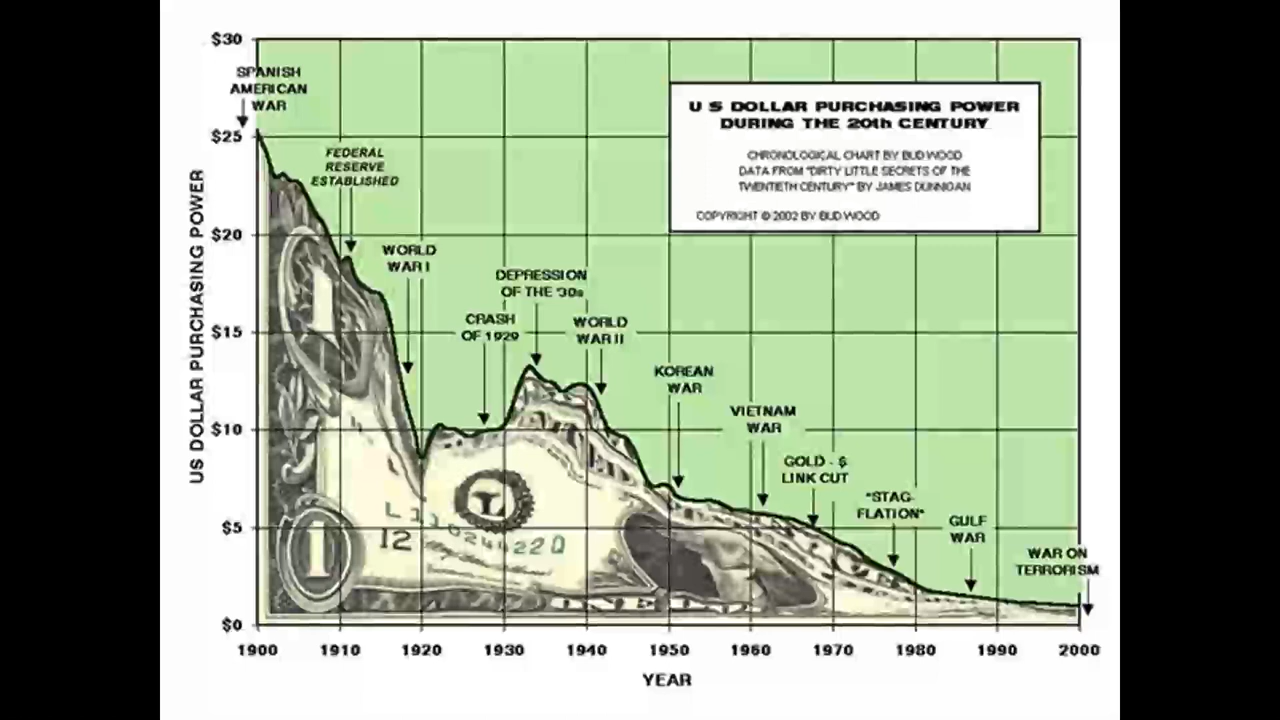 U S DOLLAR PURCHASING POWER
DURING THE 20th CENTURY
CHRONOLOGICAL CHART BY BUD WOOD
DATA FROM "DIRTY LITTLE SECRETS OF THE
TWENTIETH CENTURY" BY JAMES DUNNIGAN
COPYRIGHT © 2002 BY BUD WOOD
US DOLLAR PURCHASING POWER
$30
$25
$20
$15
$10
$5
$0
SPANISH
AMERICAN
WAR
FEDERAL
RESERVE
ESTABLISHED
WORLD
WAR I
CRASH
OF 1929
DEPRESSION
OF THE '30s
WORLD
WAR II
KOREAN
WAR
VIETNAM
WAR
GOLD - $
LINK CUT
"STAG-
FLATION"
GULF
WAR
WAR ON
TERRORISM
1
L
12
1
1900 1910 1920 1930 1940 1950 1960 1970 1980 1990 2000
YEAR